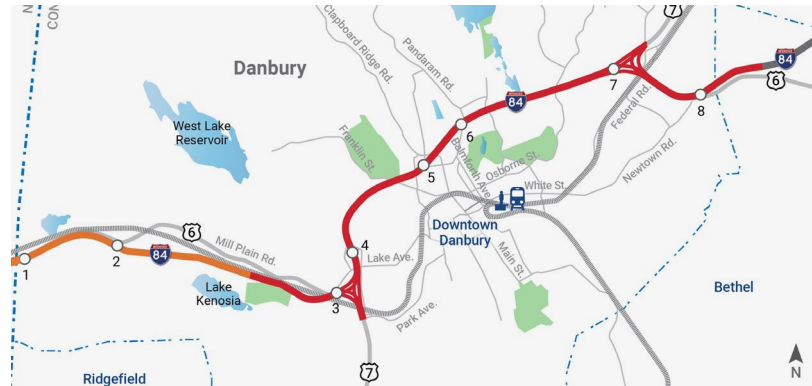 N
CON
Danbury
Clapboard Ridge Rd.
Pandaram Rd.
7
84
6
84
7
8
Federal Rd.
6
West Lake
Reservoir
Franklin St.
5
Balmforth Ave.
Osborne St.
White St.
Newtown Rd.
Downtown
Danbury
6
Mill Plain Rd.
84
1
2
4
Lake Ave.
Main St.
Lake
Kenosia
3
Park Ave.
Bethel
7
Ridgefield
N